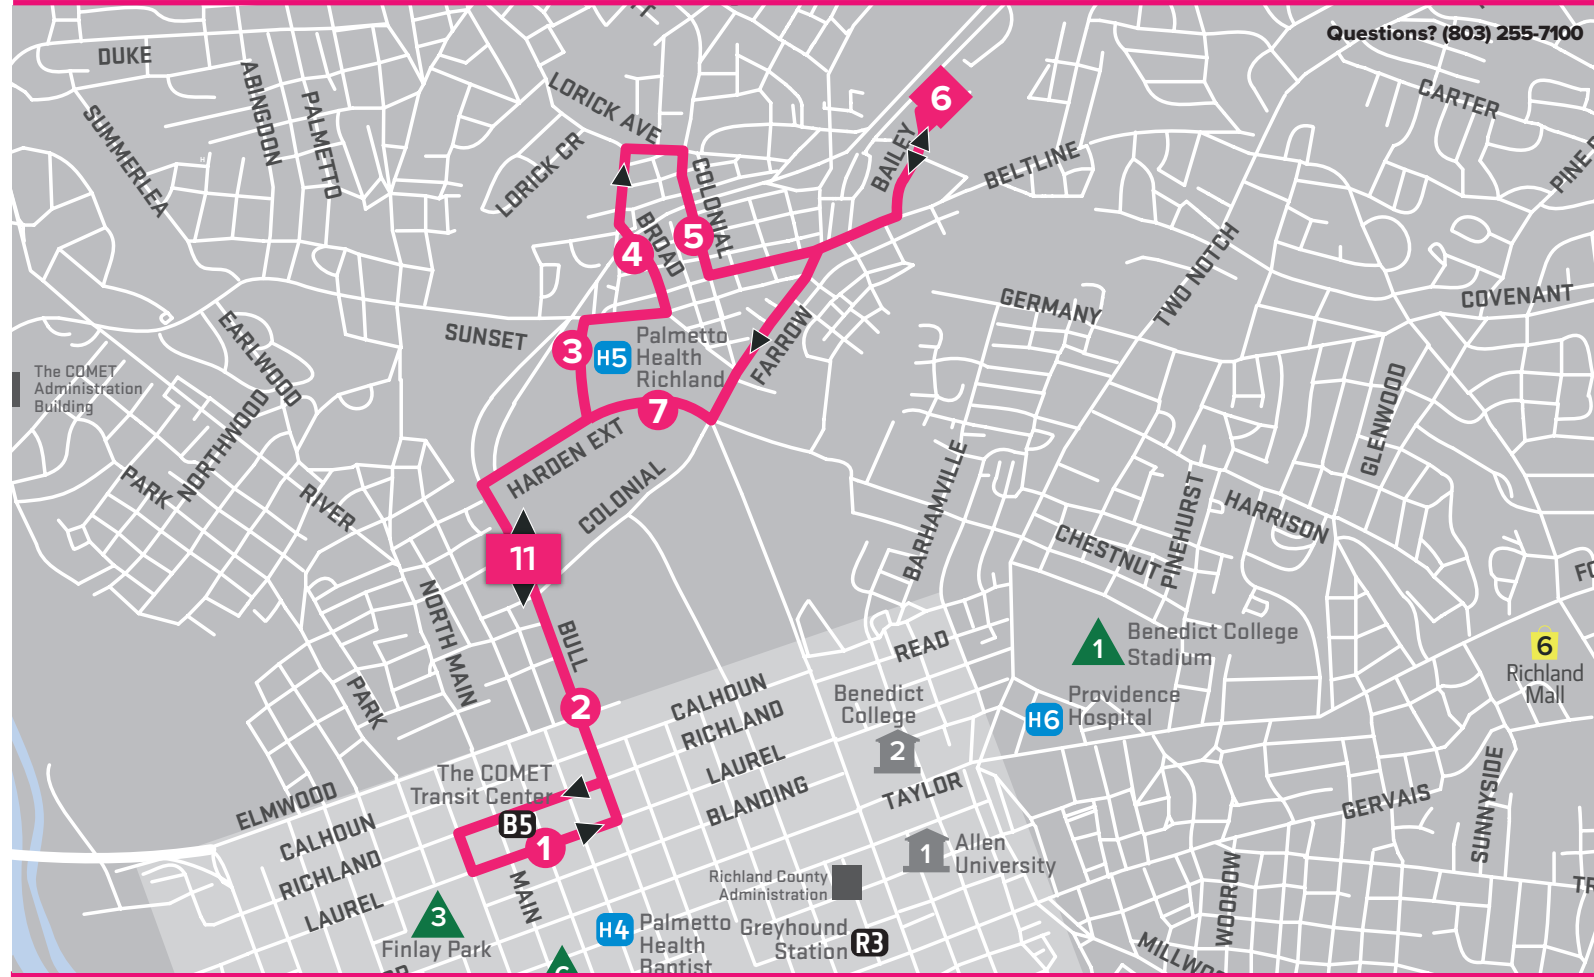 Questions? (803) 255-7100
DUKE
ABINGDON
PALMETTO
SUMMERLEA
LORICK AVE
LORICK CR
COLONIAL
BROAD
BAILEY
6
BELTLINE
CARTER
4
5
TWO NOTCH
GERMANY
COVENANT
SUNSET
EARLWOOD
3
H5
Palmetto
Health
Richland
FARROW
The COMET
Administration
Building
NORTHWOOD
PARK
RIVER
7
HARDEN EXT
COLONIAL
GLENWOOD
BARHAMVILLE
PINEHURST
HARRISON
CHESTNUT
11
NORTH MAIN
BULL
PARK
2
READ
1
Benedict College
Stadium
6
Richland
Mall
H6
Providence
Hospital
CALHOUN
RICHLAND
LAUREL
BLANDING
Benedict
College
2
TAYLOR
GERVAIS
SUNNYSIDE
The COMET
Transit Center
B5
1
ELMWOOD
CALHOUN
RICHLAND
LAUREL
MAIN
1
Allen
University
Richland County
Administration
WOODROW
3
Finlay Park
H4
Palmetto
Health
Baptist
Greyhound
Station
R3